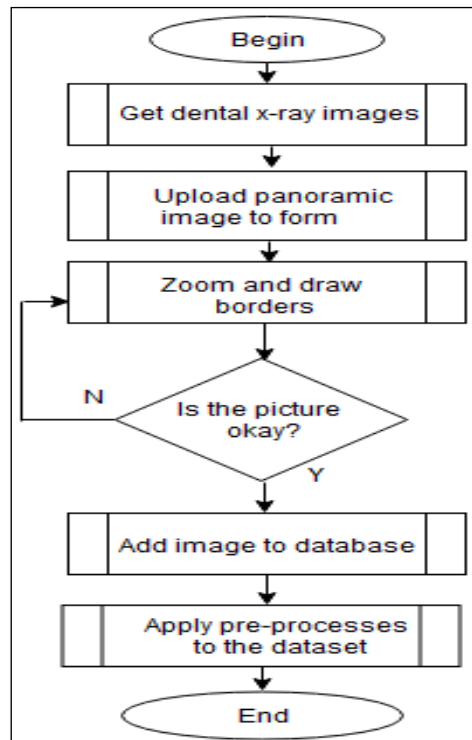 Begin
Get dental x-ray images
Upload panoramic
image to form
Zoom and draw
borders
N
Is the picture
okay?
Y
Add image to database
Apply pre-processes
to the dataset
End